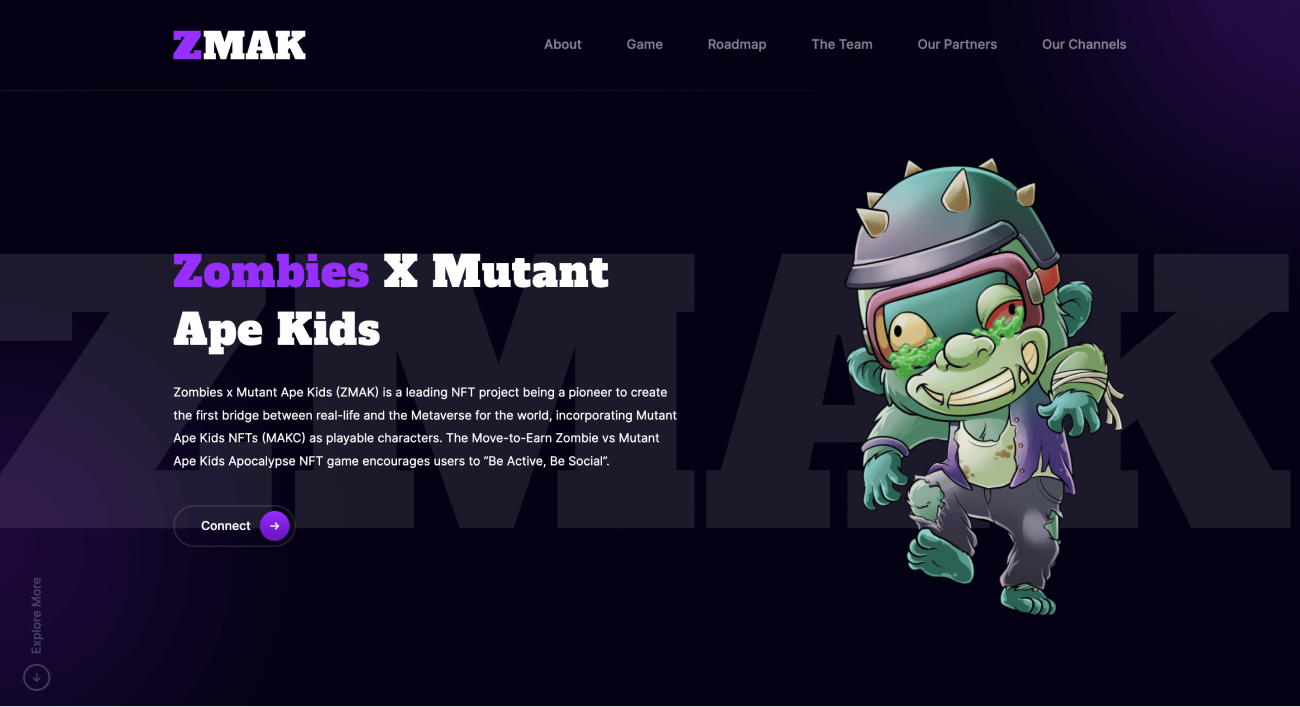 ZMAK
About
Game
Roadmap
The Team
Our Partners
Our Channels
ZMAK
Zombies X Mutant
Ape Kids
Zombies x Mutant Ape Kids (ZMAK) is a leading NFT project being a pioneer to create
the first bridge between real-life and the Metaverse for the world, incorporating Mutant
Ape Kids NFTs (MAKC) as playable characters. The Move-to-Earn Zombie vs Mutant
Ape Kids Apocalypse NFT game encourages users to “Be Active, Be Social”.
Connect
Explore More